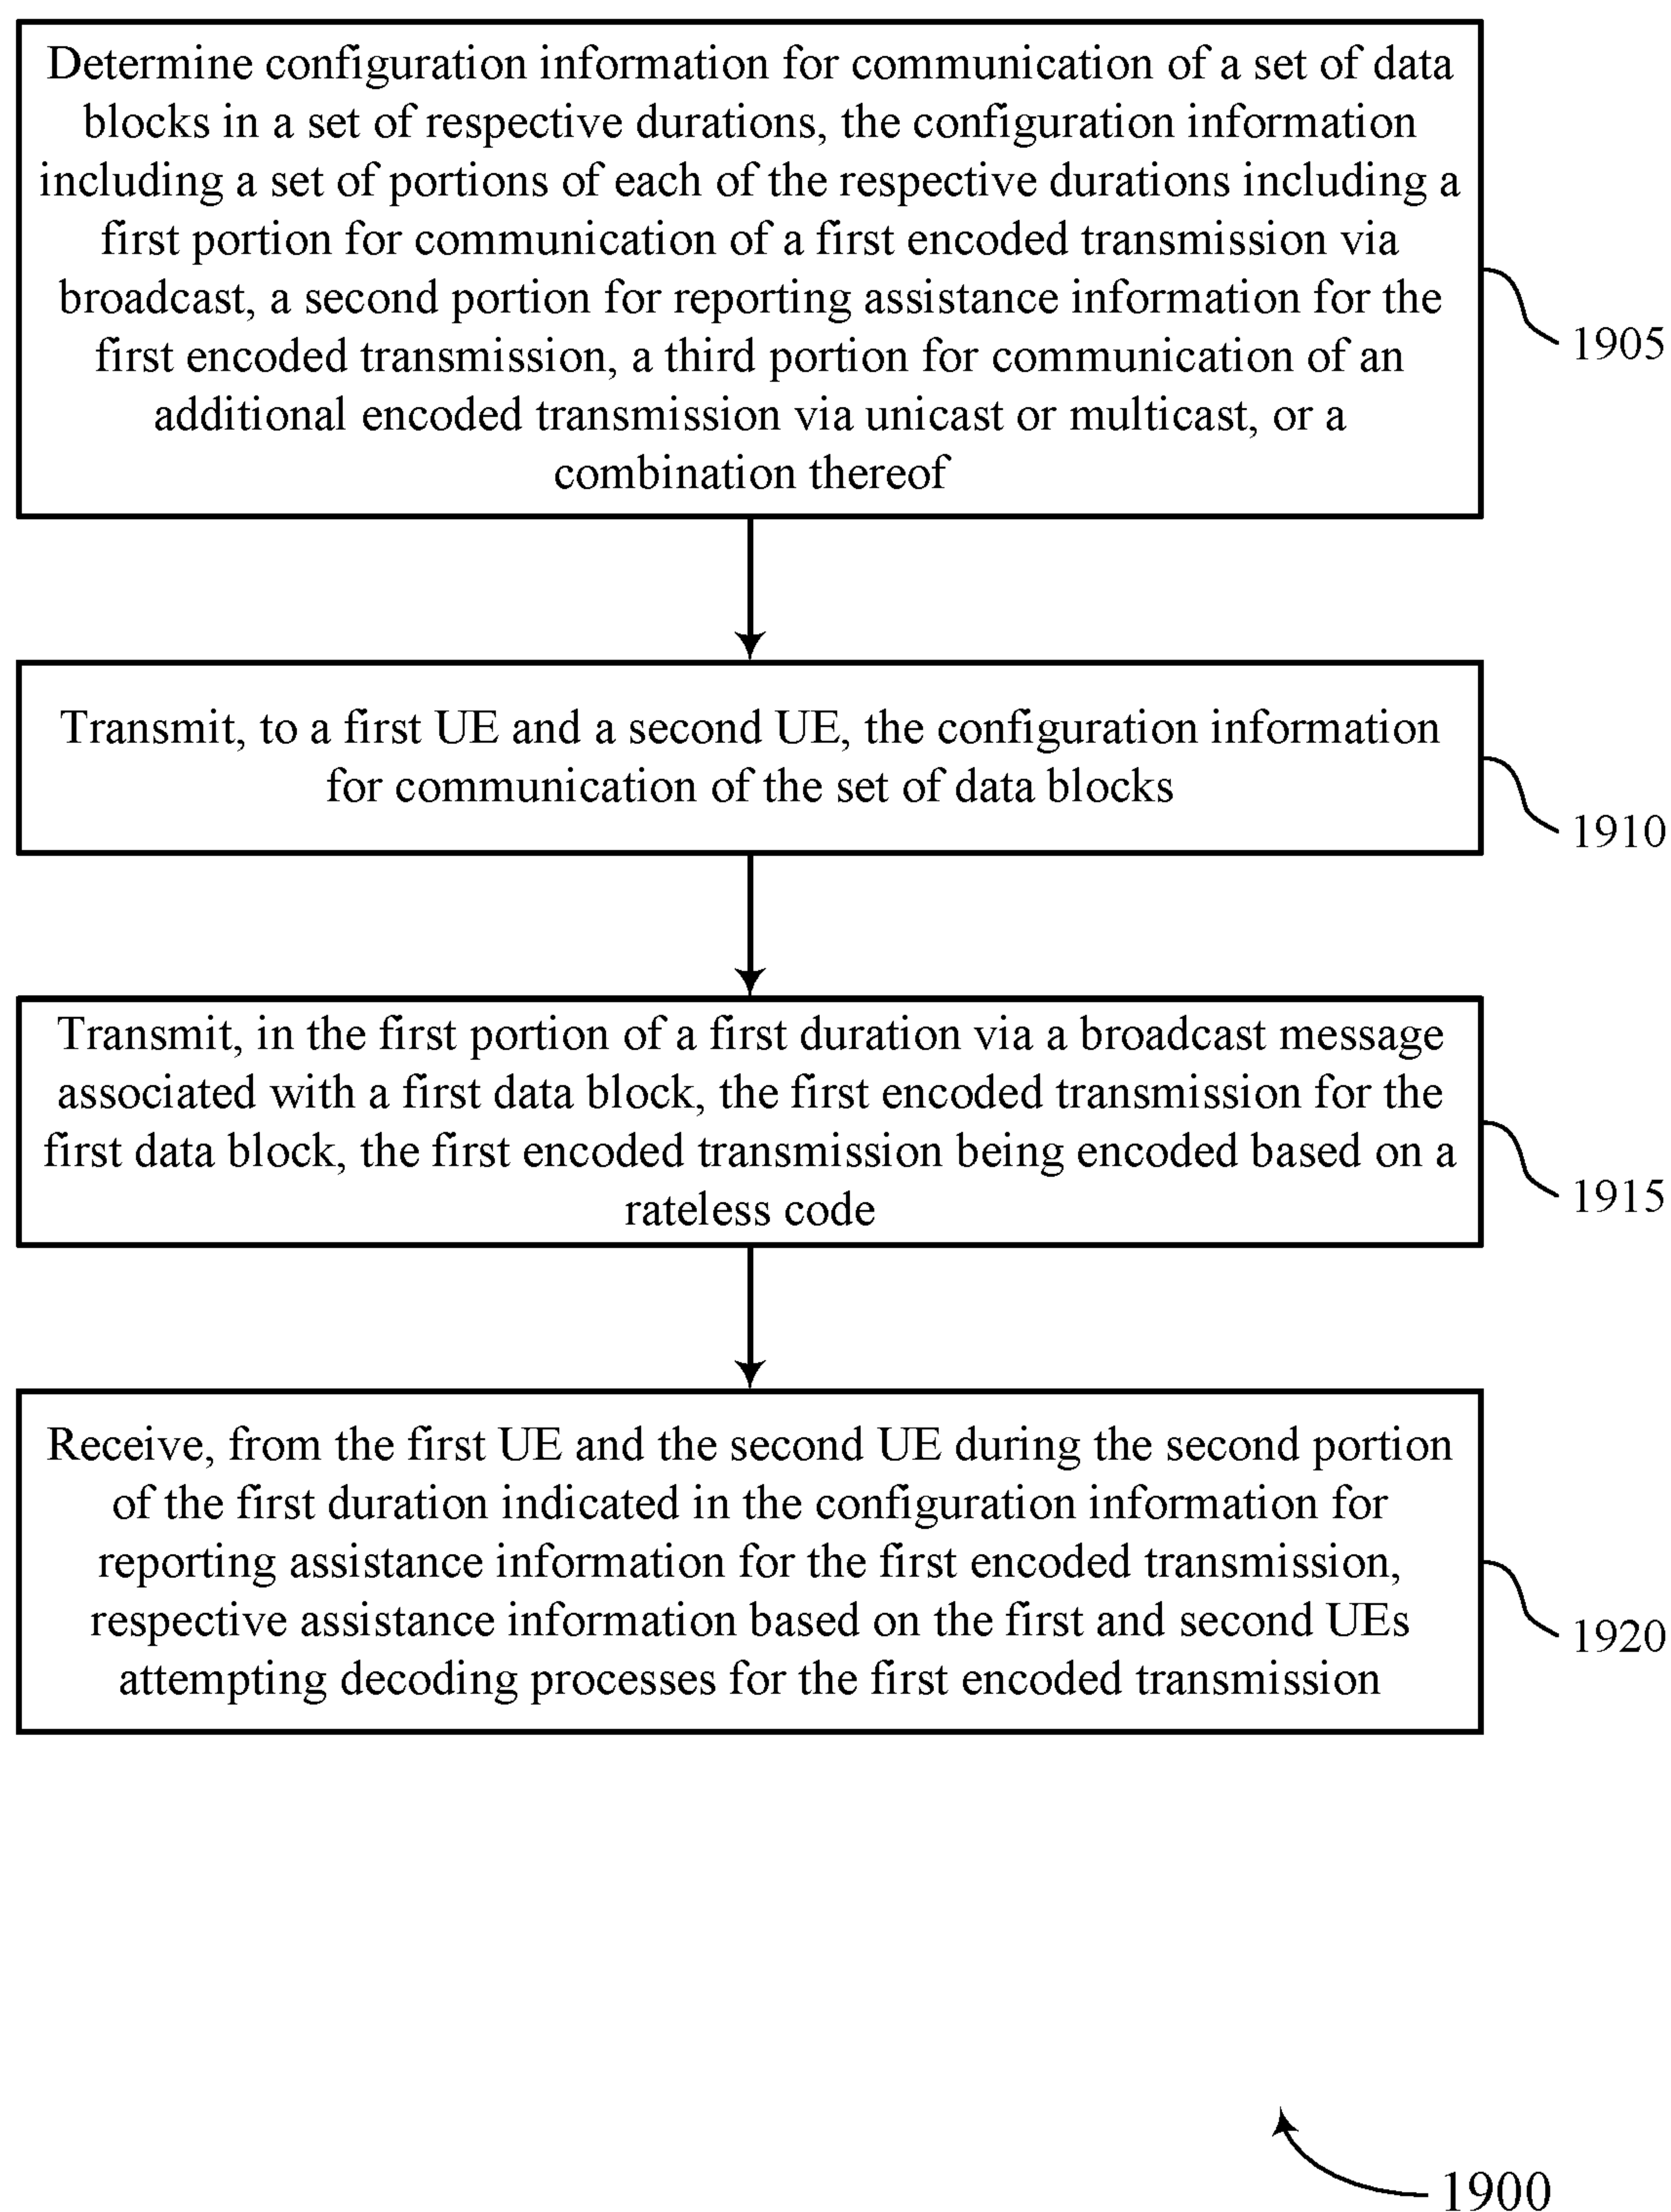 Determine configuration information for communication of a set of data
blocks in a set of respective durations, the configuration information
including a set of portions of each of the respective durations including a
first portion for communication of a first encoded transmission via
broadcast, a second portion for reporting assistance information for the
first encoded transmission, a third portion for communication of an
additional encoded transmission via unicast or multicast, or a
combination thereof
1905
Transmit, to a first UE and a second UE, the configuration information
for communication of the set of data blocks
1910
Transmit, in the first portion of a first duration via a broadcast message
associated with a first data block, the first encoded transmission for the
first data block, the first encoded transmission being encoded based on a
rateless code
1915
Receive, from the first UE and the second UE during the second portion
of the first duration indicated in the configuration information for
reporting assistance information for the first encoded transmission,
respective assistance information based on the first and second UEs
attempting decoding processes for the first encoded transmission
1920
1900